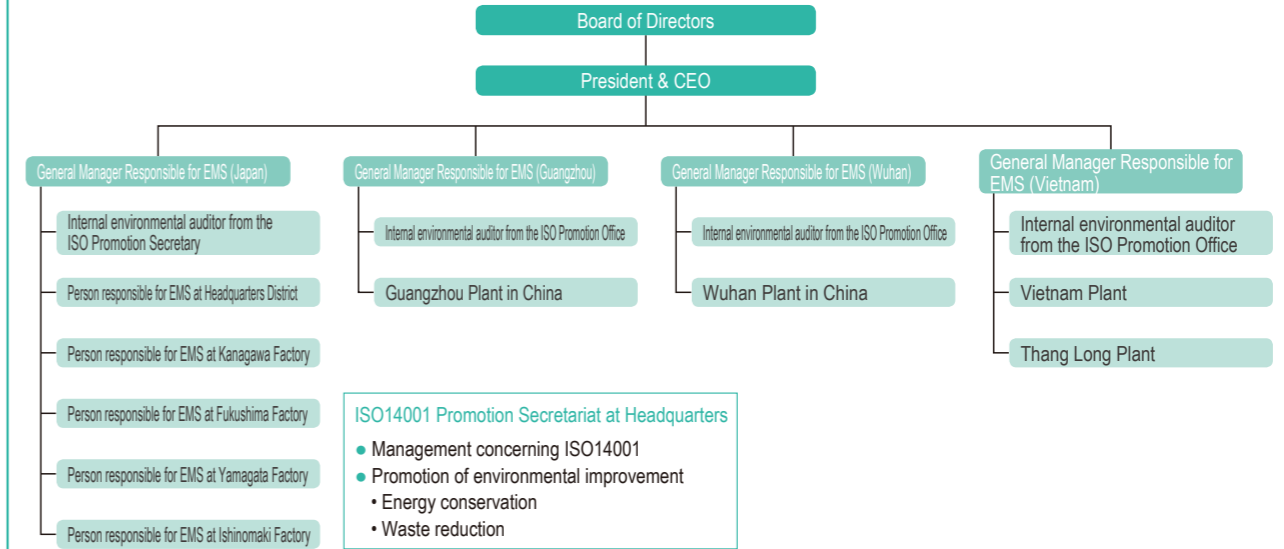 Board of Directors
President & CEO
General Manager Responsible for EMS (Japan)
Internal environmental auditor from the
ISO Promotion Secretary
Person responsible for EMS at Headquarters District
Person responsible for EMS at Kanagawa Factory
Person responsible for EMS at Fukushima Factory
Person responsible for EMS at Yamagata Factory
Person responsible for EMS at Ishinomaki Factory
General Manager Responsible for EMS (Guangzhou)
Internal environmental auditor from the ISO Promotion Office
Guangzhou Plant in China
General Manager Responsible for EMS (Wuhan)
Internal environmental auditor from the ISO Promotion Office
Wuhan Plant in China
General Manager Responsible for
EMS (Vietnam)
Internal environmental auditor
from the ISO Promotion Office
Vietnam Plant
Thang Long Plant
ISO14001 Promotion Secretariat at Headquarters
● Management concerning ISO14001
● Promotion of environmental improvement
• Energy conservation
• Waste reduction